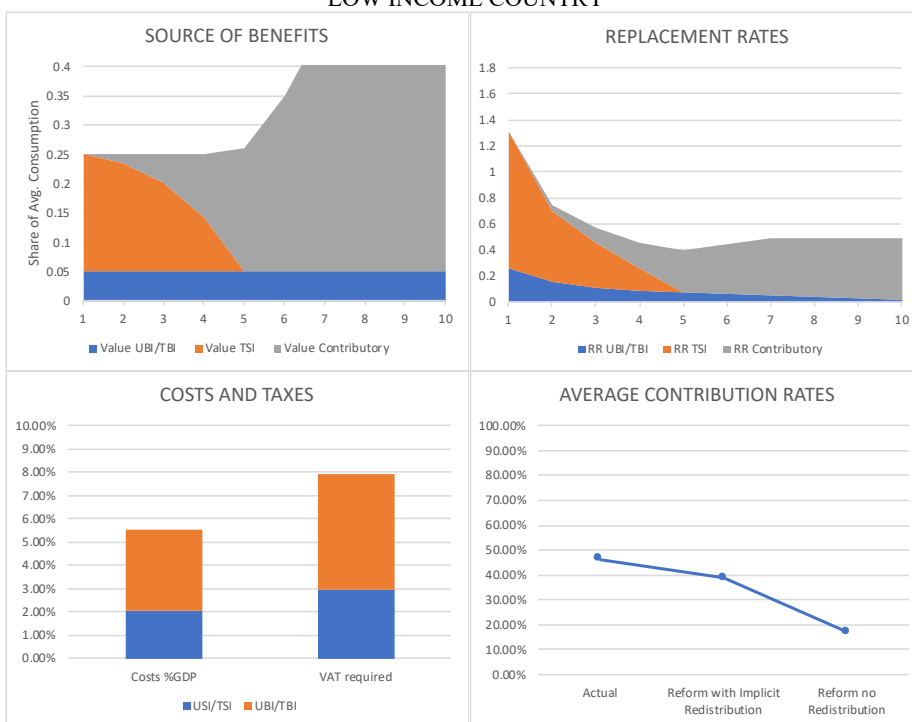 LOW INCOME COUNTRY
SOURCE OF BENEFITS
0.4
0.35
0.3
0.25
0.2
0.15
0.1
0.05
0
Share of Avg. Consumption
1 2 3 4 5 6 7 8 9 10
Value UBI/TBI Value TSI Value Contributory
REPLACEMENT RATES
1.8
1.6
1.4
1.2
1
0.8
0.6
0.4
0.2
0
1 2 3 4 5 6 7 8 9 10
RR UBI/TBI RR TSI RR Contributory
COSTS AND TAXES
10.00%
9.00%
8.00%
7.00%
6.00%
5.00%
4.00%
3.00%
2.00%
1.00%
0.00%
Costs %GDP VAT required
USI/TSI UBI/TBI
AVERAGE CONTRIBUTION RATES
100.00%
90.00%
80.00%
70.00%
60.00%
50.00%
40.00%
30.00%
20.00%
10.00%
0.00%
Actual Reform with Implicit Reform no
Redistribution Redistribution